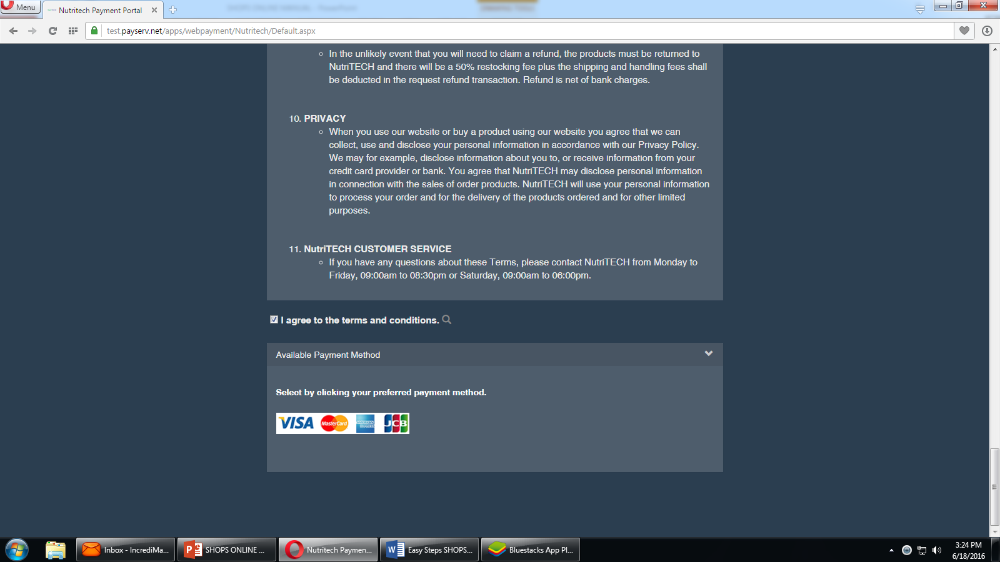 Menu
Nutritech Payment Portal
SHOPS ONLINE MANUAL - PowerPoint
test.payserv.net/apps/webpayment/Nutritech/Default.aspx
In the unlikely event that you will need to claim a refund, the products must be returned to
NutriTECH and there will be a 50% restocking fee plus the shipping and handling fees shall
be deducted in the request refund transaction. Refund is net of bank charges.
10. PRIVACY
When you use our website or buy a product using our website you agree that we can
collect, use and disclose your personal information in accordance with our Privacy Policy.
We may for example, disclose information about you to, or receive information from your
credit card provider or bank. You agree that NutriTECH may disclose personal information
in connection with the sales of order products. NutriTECH will use your personal information
to process your order and for the delivery of the products ordered and for other limited
purposes.
11. NutriTECH CUSTOMER SERVICE
If you have any questions about these Terms, please contact NutriTECH from Monday to
Friday, 09:00am to 08:30pm or Saturday, 09:00am to 06:00pm.
I agree to the terms and conditions.
Available Payment Method
Select by clicking your preferred payment method.
VISA MasterCard AMERICAN EXPRESS JCB
Inbox - IncrediMa...
SHOPS ONLINE ...
Nutritech Paymen...
Easy Steps SHOPS...
Bluestacks App Pl...
3:24 PM
6/18/2016